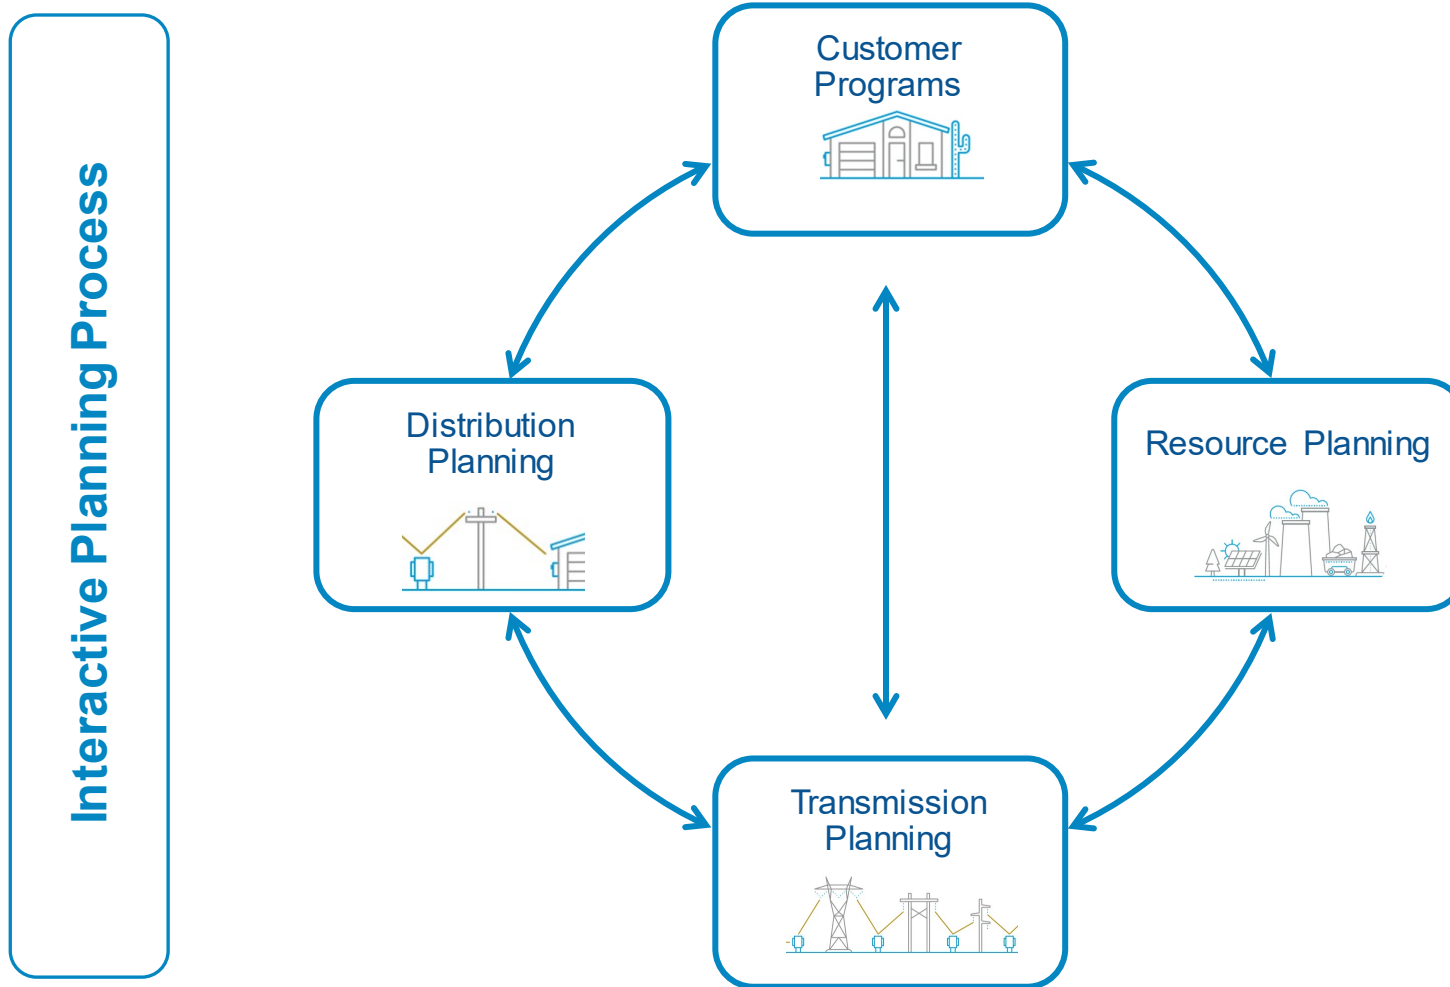 Interactive Planning Process
Customer
Programs
Distribution
Planning
Resource Planning
Transmission
Planning